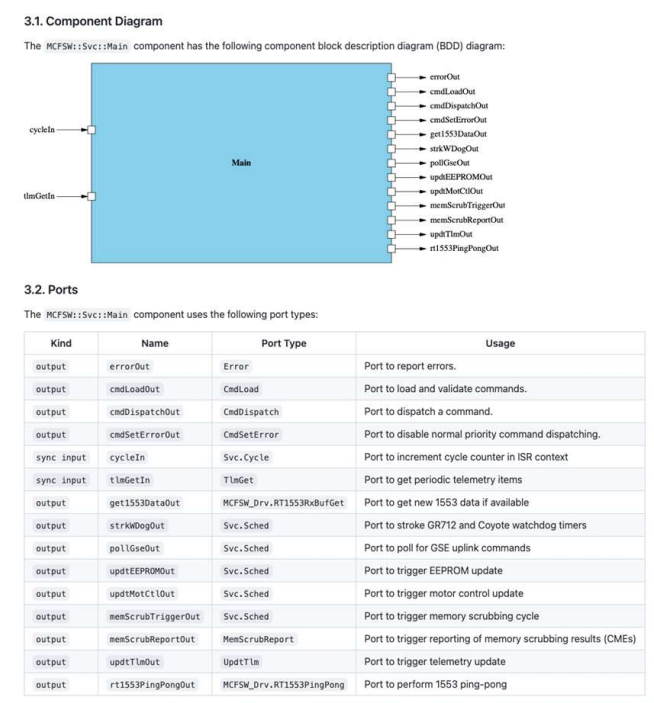 3.1. Component Diagram
The MCFSW::Svc::Main component has the following component block description diagram (BDD) diagram:
errorOut
cmdLoadOut
cmdDispatchOut
cmdSetErrorOut
cycleIn
get1553DataOut
strkWDogOut
Main
pollGseOut
updtEEPROMOut
tlmGetIn
updtMotCtlOut
memScrubTriggerOut
memScrubReportOut
updtTlmOut
rt1553PingPongOut
3.2. Ports
The MCFSW::Svc::Main component uses the following port types:
Kind Name Port Type Usage
output errorOut Error Port to report errors.
output cmdLoadOut CmdLoad Port to load and validate commands.
output cmdDispatchOut CmdDispatch Port to dispatch a command.
output cmdSetErrorOut CmdSetError Port to disable normal priority command dispatching.
sync input cycleIn Svc.Cycle Port to increment cycle counter in ISR context
sync input tlmGetIn TlmGet Port to get periodic telemetry items
output get1553DataOut MCFSW_Drv.RT1553RxBufGet Port to get new 1553 data if available
output strkWDogOut Svc.Sched Port to stroke GR712 and Coyote watchdog timers
output pollGseOut Svc.Sched Port to poll for GSE uplink commands
output updtEEPROMOut Svc.Sched Port to trigger EEPROM update
output updtMotCtlOut Svc.Sched Port to trigger motor control update
output memScrubTriggerOut Svc.Sched Port to trigger memory scrubbing cycle
output memScrubReportOut MemScrubReport Port to trigger reporting of memory scrubbing results (CMEs)
output updtTlmOut UpdtTlm Port to trigger telemetry update
output rt1553PingPongOut MCFSW_Drv.RT1553PingPong Port to perform 1553 ping-pong